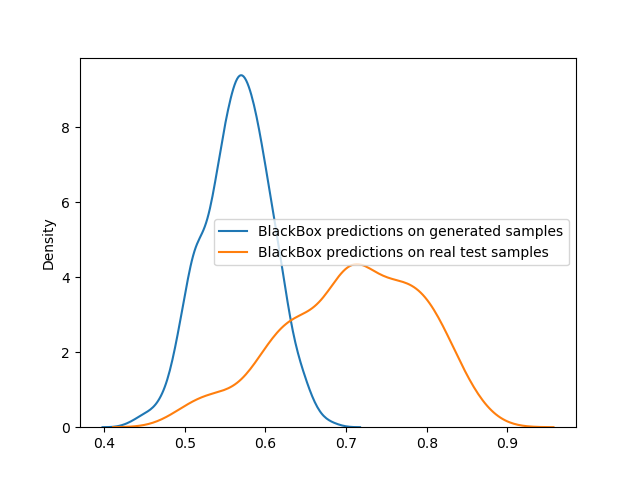 8
6
4
2
0
Density
BlackBox predictions on generated samples
BlackBox predictions on real test samples
0.4 0.5 0.6 0.7 0.8 0.9